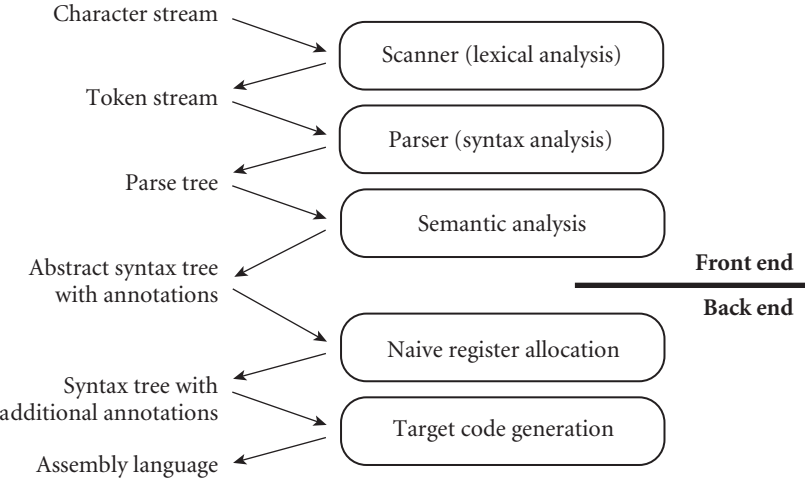 Character stream
Scanner (lexical analysis)
Token stream
Parser (syntax analysis)
Parse tree
Semantic analysis
Abstract syntax tree
with annotations
Front end
Back end
Naive register allocation
Syntax tree with
additional annotations
Target code generation
Assembly language